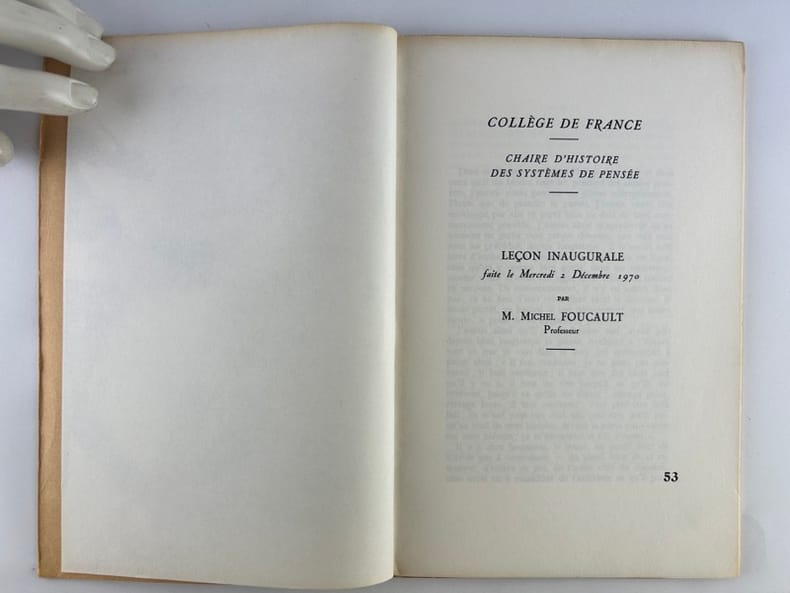 COLLÈGE DE FRANCE
CHAIRE D'HISTOIRE
DES SYSTÈMES DE PENSÉE
LEÇON INAUGURALE
faite le Mercredi 2 Décembre 1970
PAR
M. MICHEL FOUCAULT
Professeur
53